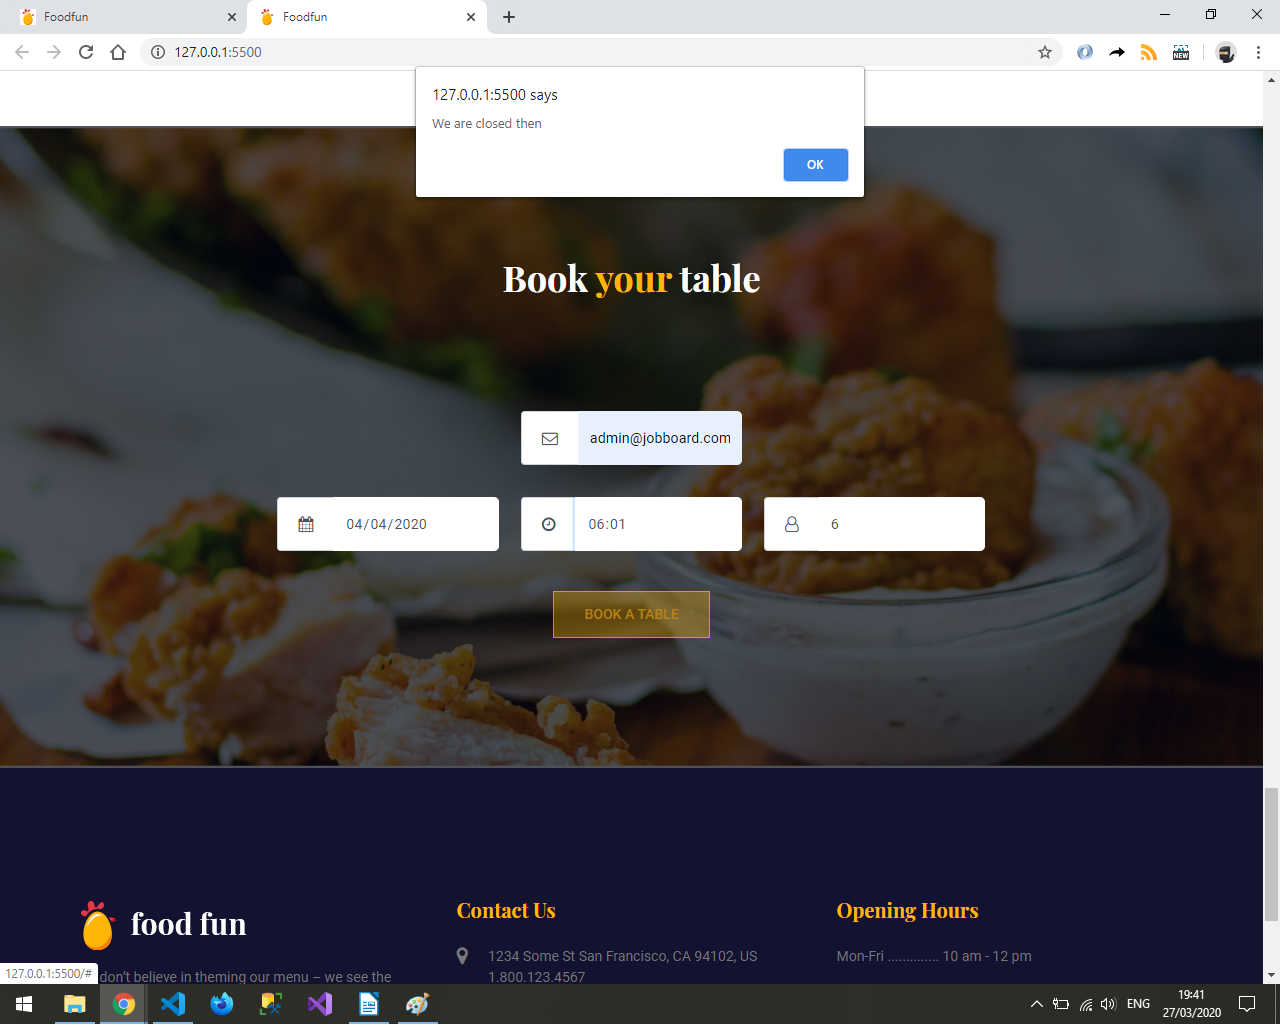 Foodfun
Foodfun
127.0.0.1:5500
NEW
127.0.0.1:5500 says
We are closed then
OK
Book your table
admin@jobboard.com
04/04/2020
06:01
6
BOOK A TABLE
food fun
Contact Us
Opening Hours
1234 Some St San Francisco, CA 94102, US
Mon-Fri .............. 10 am - 12 pm
127.0.0.1:5500/#
don't believe in theming our menu – we see the
1.800.123.4567
ENG
19:41
27/03/2020